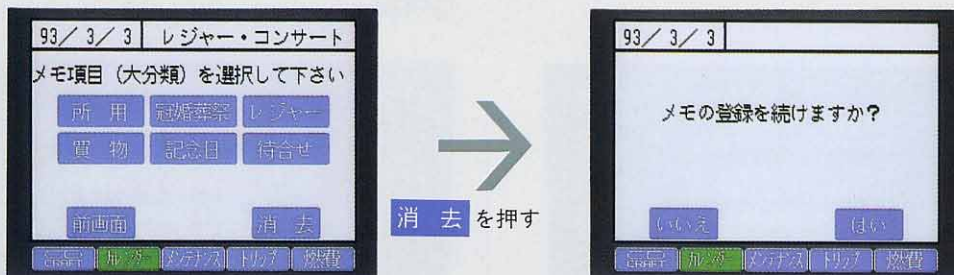 93/ 3/ 3 レジャー・コンサート
メモ項目（大分類）を選択して下さい
所 用 冠婚葬祭 レジャー
買 物 記念日 待合せ
前画面 消 去
カレンダー メンテナンス トリップ 燃費
消 去 を押す
93/ 3/ 3
メモの登録を続けますか？
いいえ はい
カレンダー メンテナンス トリップ 燃費